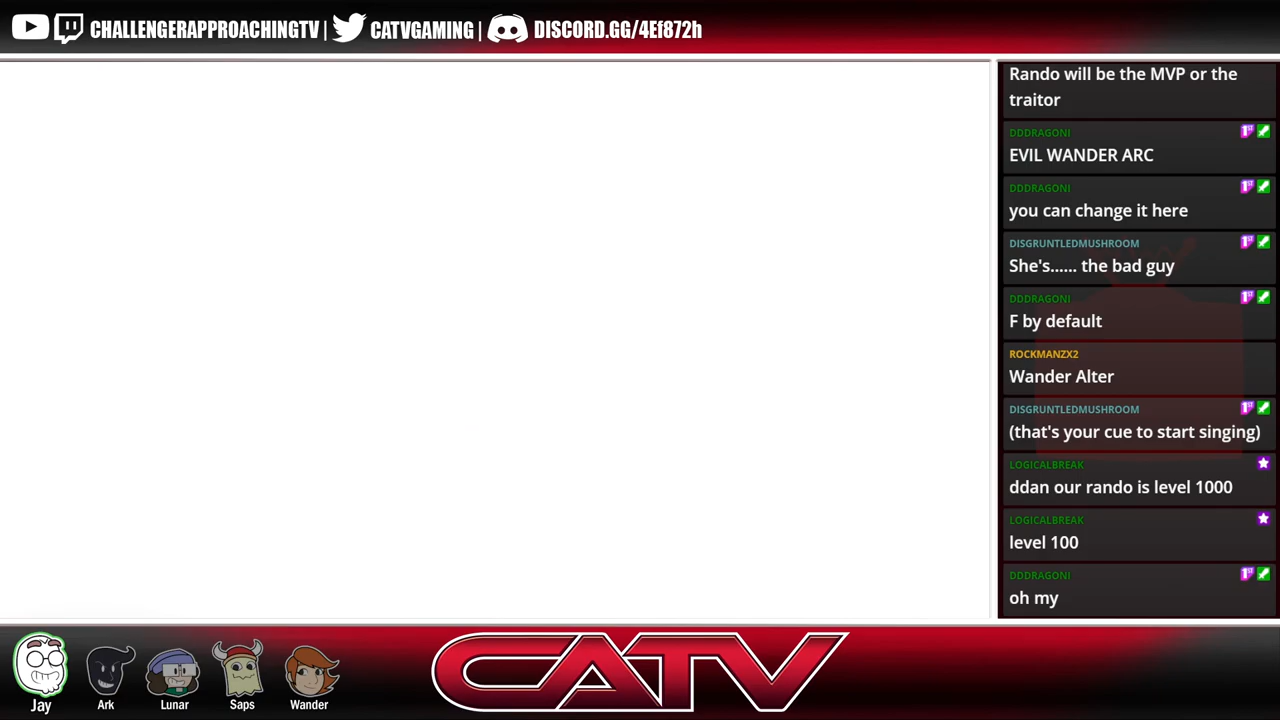 CHALLENGERAPPROACHINGTV | CATVGAMING | DISCORD.GG/4Ef872h
Rando will be the MVP or the
traitor
DDDRAGONI
EVIL WANDER ARC
DDDRAGONI
you can change it here
DISGRUNTLEDMUSHROOM
She's...... the bad guy
DDDRAGONI
F by default
ROCKMANZX2
Wander Alter
DISGRUNTLEDMUSHROOM
(that's your cue to start singing)
LOGICALBREAK
ddan our rando is level 1000
LOGICALBREAK
level 100
DDDRAGONI
oh my
Jay Ark Lunar Saps Wander
CATV